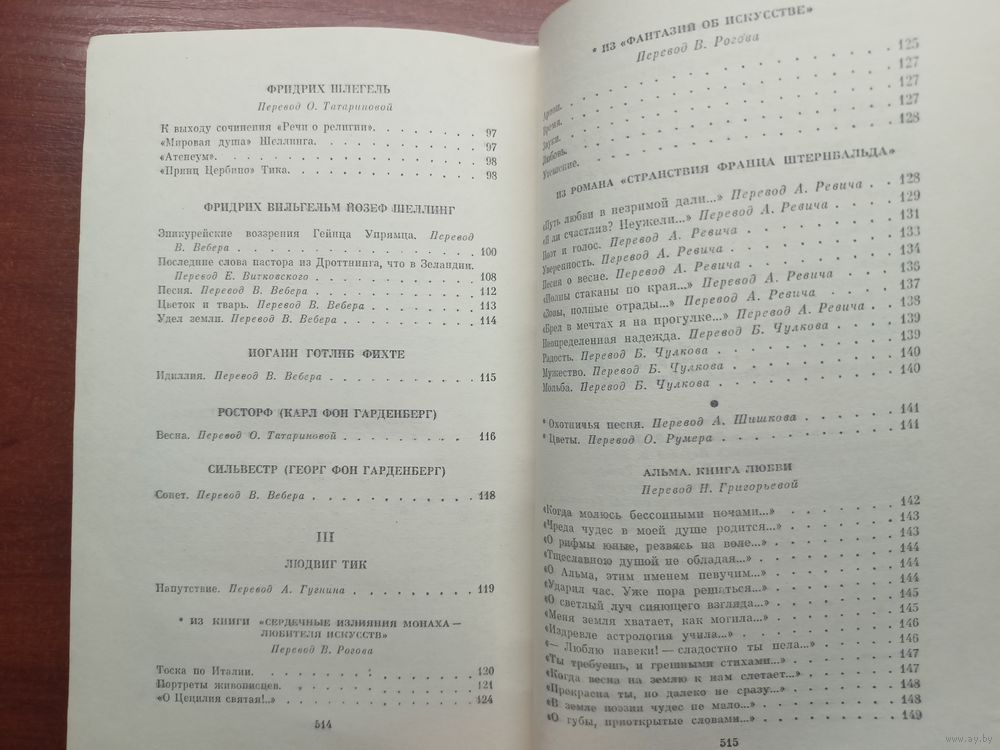 ФРИДРИХ ШЛЕГЕЛЬ
Перевод О. Татариновой
К выходу сочинения «Речи о религии». 97
«Мировая душа» Шеллинга. 97
«Атенеум». 98
«Принц Цербино» Тика. 98
ФРИДРИХ ВИЛЬГЕЛЬМ ЙОЗЕФ ШЕЛЛИНГ
Эпикурейские воззрения Гейнца Упрямца. Перевод
В. Вебера 100
Последние слова пастора из Дроттнинга, что в Зеландии.
Перевод Е. Витковского 108
Песня. Перевод В. Вебера 112
Цветок и тварь. Перевод В. Вебера 113
Удел земли. Перевод В. Вебера 114
ИОГАНН ГОТЛИБ ФИХТЕ
Идиллия. Перевод В. Вебера 115
РОСТОРФ (КАРЛ ФОН ГАРДЕНБЕРГ)
Весна. Перевод О. Татариновой 116
СИЛЬВЕСТР (ГЕОРГ ФОН ГАРДЕНБЕРГ)
Сонет. Перевод В. Вебера 118
III
ЛЮДВИГ ТИК
Напутствие. Перевод А. Гугнина 119
* ИЗ КНИГИ «СЕРДЕЧНЫЕ ИЗЛИЯНИЯ МОНАХА —
ЛЮБИТЕЛЯ ИСКУССТВ»
Перевод В. Рогова
Тоска по Италии. 120
Портреты живописцев. 121
«О Цецилия святая!..» 124
514
* ИЗ «ФАНТАЗИЙ ОБ ИСКУССТВЕ»
Перевод В. Рогова
Арион. 125
Время. 127
Звуки. 127
Любовь. 127
Утешение. 128
ИЗ РОМАНА «СТРАНСТВИЯ ФРАНЦА ШТЕРНБАЛЬДА»
«Путь любви в незримой дали...» Перевод А. Ревича 128
«Я ли счастлив? Неужели...» Перевод А. Ревича 129
Поэт и голос. Перевод А. Ревича 131
Уверенность. Перевод А. Ревича 133
Песня о весне. Перевод А. Ревича 134
«Полны стаканы по края...» Перевод А. Ревича 136
«Зовы, полные отрады...» Перевод А. Ревича 137
«Брел в мечтах я на прогулке...» Перевод А. Ревича 138
Неопределенная надежда. Перевод Б. Чулкова 139
Радость. Перевод Б. Чулкова 139
Мужество. Перевод Б. Чулкова 140
Мольба. Перевод Б. Чулкова 140
* Охотничья песня. Перевод А. Шишкова 141
* Цветы. Перевод О. Румера 141
АЛЬМА. КНИГА ЛЮБВИ
Перевод Н. Григорьевой
«Когда молюсь бессонными ночами...» 142
«Чреда чудес в моей душе родится...» 143
«О рифмы юные, резвясь на воле...» 143
«Тщеславною душой не обладая...» 144
«О Альма, этим именем певучим...» 144
«Ударил час. Уже пора решаться...» 144
«О светлый луч сияющего взгляда...» 145
«Меня земля хватает, как могила...» 145
«Издревле астрология учила...» 146
«— Люблю навеки! — сладостно ты пела...» 146
«Ты требуешь, и грешными стихами...» 147
«Когда весна на землю к нам слетает...» 147
«Прекрасна ты, но далеко не сразу...» 148
«В земле поэзии чудес не мало...» 148
«О губы, приоткрытые словами...» 149
515
www.ay.by